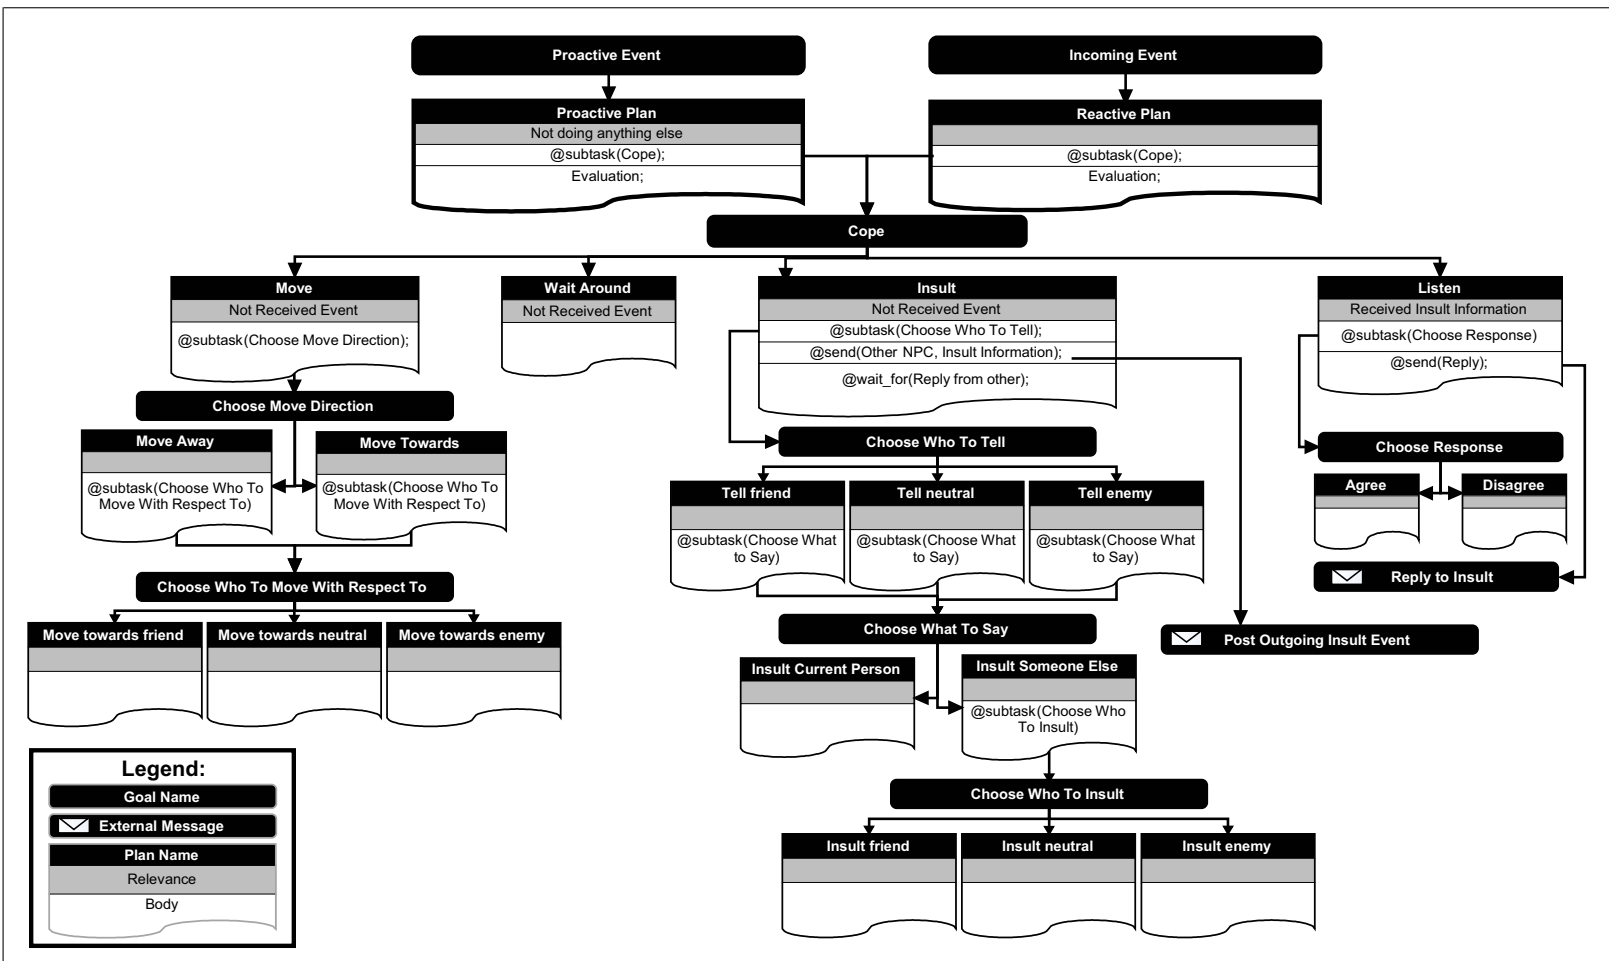 Proactive Event
Incoming Event
Proactive Plan
Not doing anything else
@subtask(Cope);
Evaluation;
Reactive Plan
@subtask(Cope);
Evaluation;
Cope
Move
Not Received Event
@subtask(Choose Move Direction);
Wait Around
Not Received Event
Insult
Not Received Event
@subtask(Choose Who To Tell);
@send(Other NPC, Insult Information);
@wait_for(Reply from other);
Listen
Received Insult Information
@subtask(Choose Response)
@send(Reply);
Choose Move Direction
Move Away
@subtask(Choose Who To
Move With Respect To)
Move Towards
@subtask(Choose Who To
Move With Respect To)
Choose Who To Move With Respect To
Move towards friend
Move towards neutral
Move towards enemy
Choose Who To Tell
Tell friend
@subtask(Choose What
to Say)
Tell neutral
@subtask(Choose What
to Say)
Tell enemy
@subtask(Choose What
to Say)
Choose Response
Agree
Disagree
Reply to Insult
Choose What To Say
Post Outgoing Insult Event
Insult Current Person
Insult Someone Else
@subtask(Choose Who
To Insult)
Choose Who To Insult
Insult friend
Insult neutral
Insult enemy
Legend:
Goal Name
External Message
Plan Name
Relevance
Body